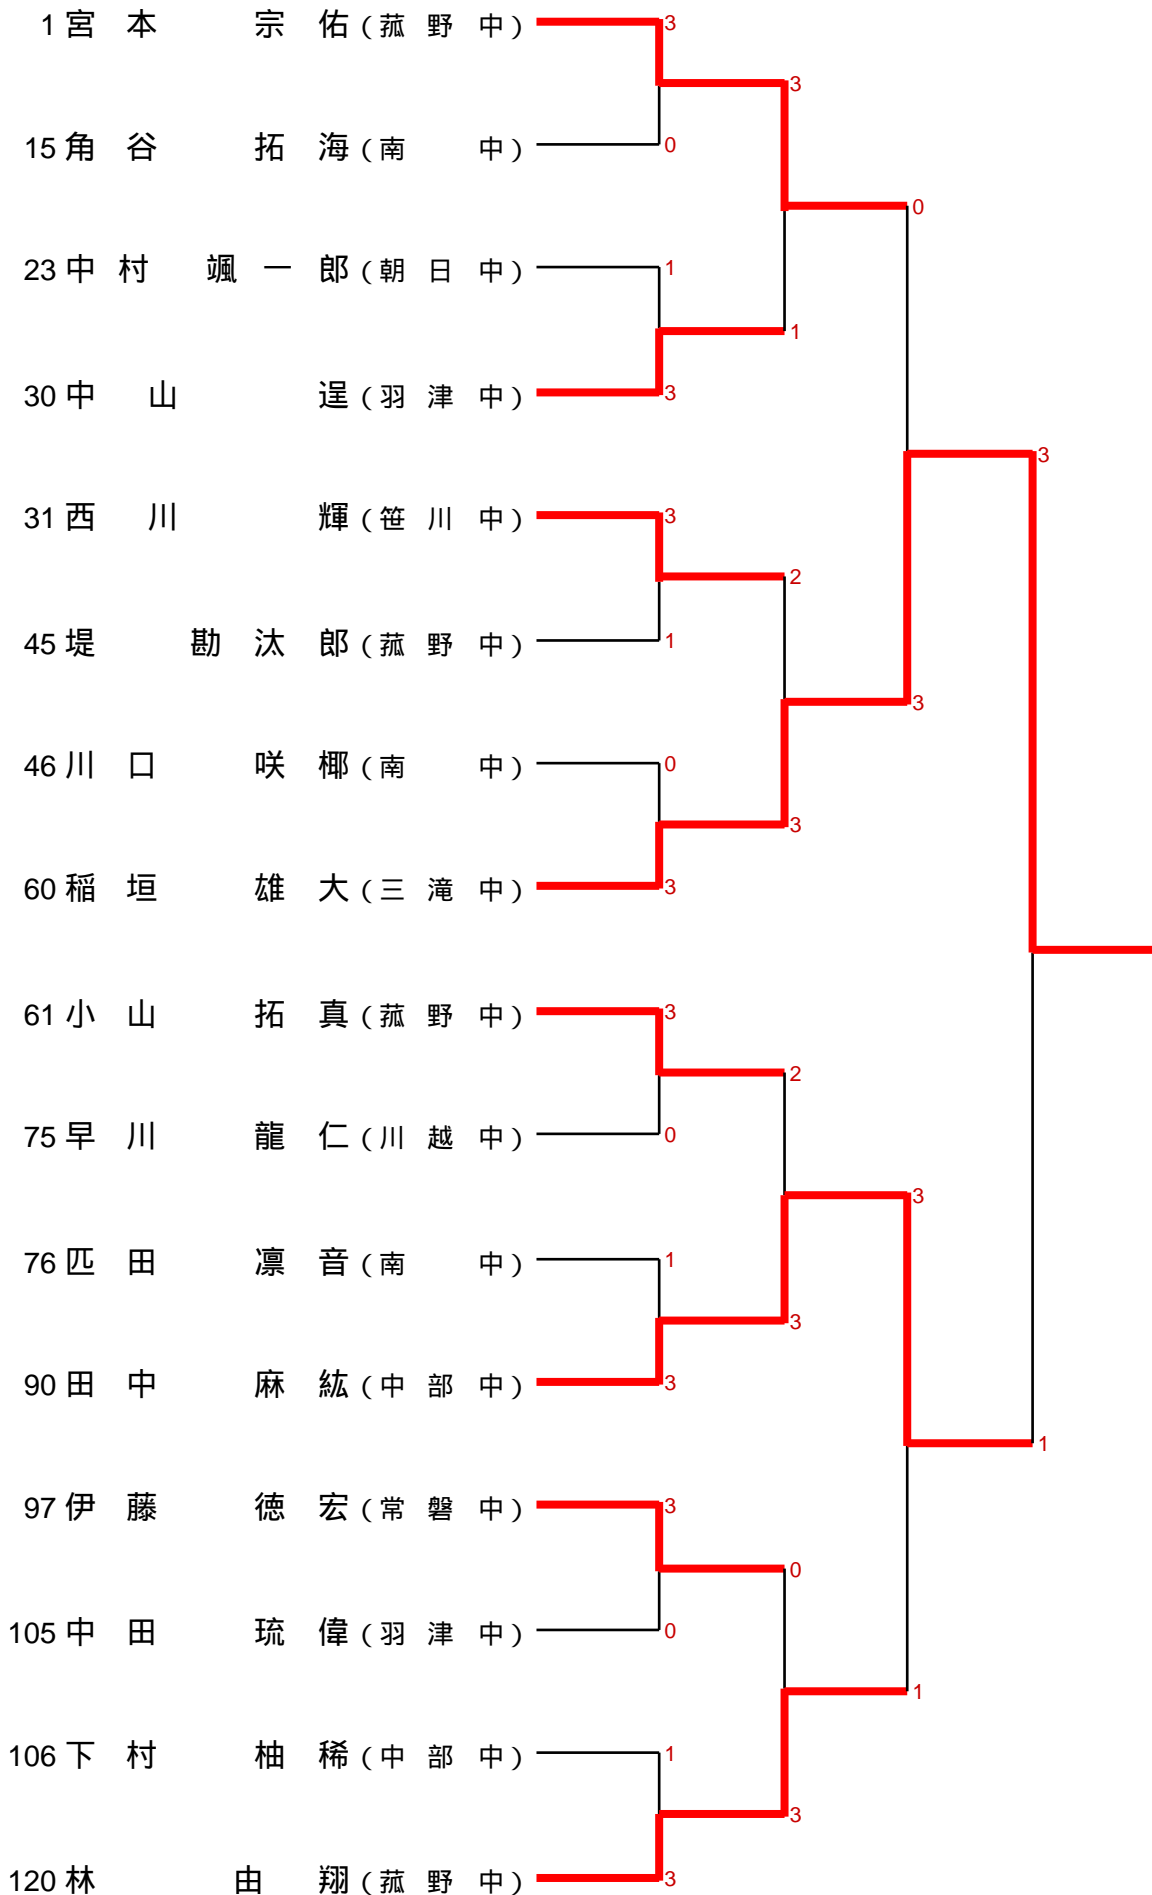 1 宮本 宗佑 (菰野中) 3
3
15 角谷 拓海 (南中) 0
0
23 中村 颯一郎 (朝日中) 1
1
30 中山 逞 (羽津中) 3
3
31 西川 輝 (笹川中) 3
2
45 堤 勘汰郎 (菰野中) 1
3
46 川口 咲椰 (南中) 0
3
60 稲垣 雄大 (三滝中) 3
61 小山 拓真 (菰野中) 3
2
75 早川 龍仁 (川越中) 0
3
76 匹田 凛音 (南中) 1
3
90 田中 麻紘 (中部中) 3
1
97 伊藤 徳宏 (常磐中) 3
0
105 中田 琉偉 (羽津中) 0
1
106 下村 柚稀 (中部中) 1
3
120 林 由翔 (菰野中) 3